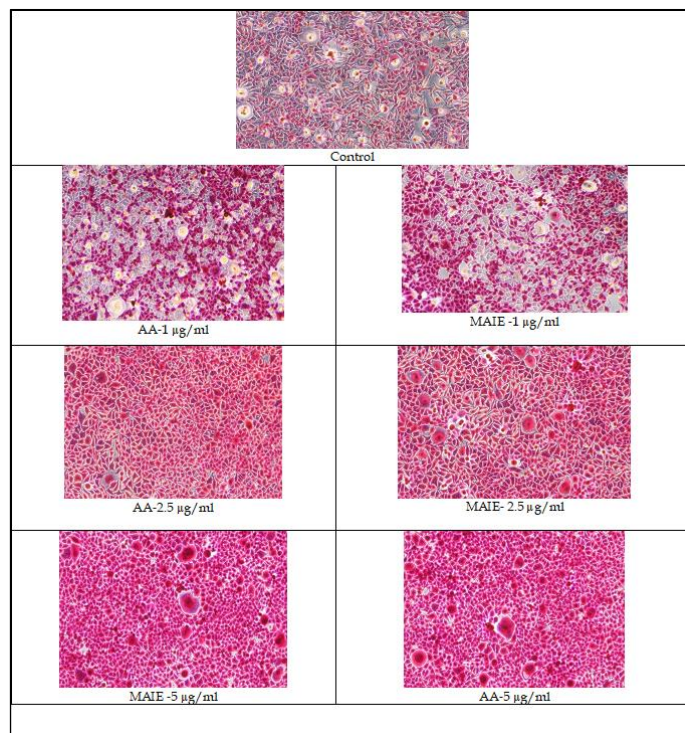 Control
AA-1 µg/ml
MAIE -1 µg/ml
AA-2.5 µg/ml
MAIE- 2.5 µg/ml
MAIE -5 µg/ml
AA-5 µg/ml